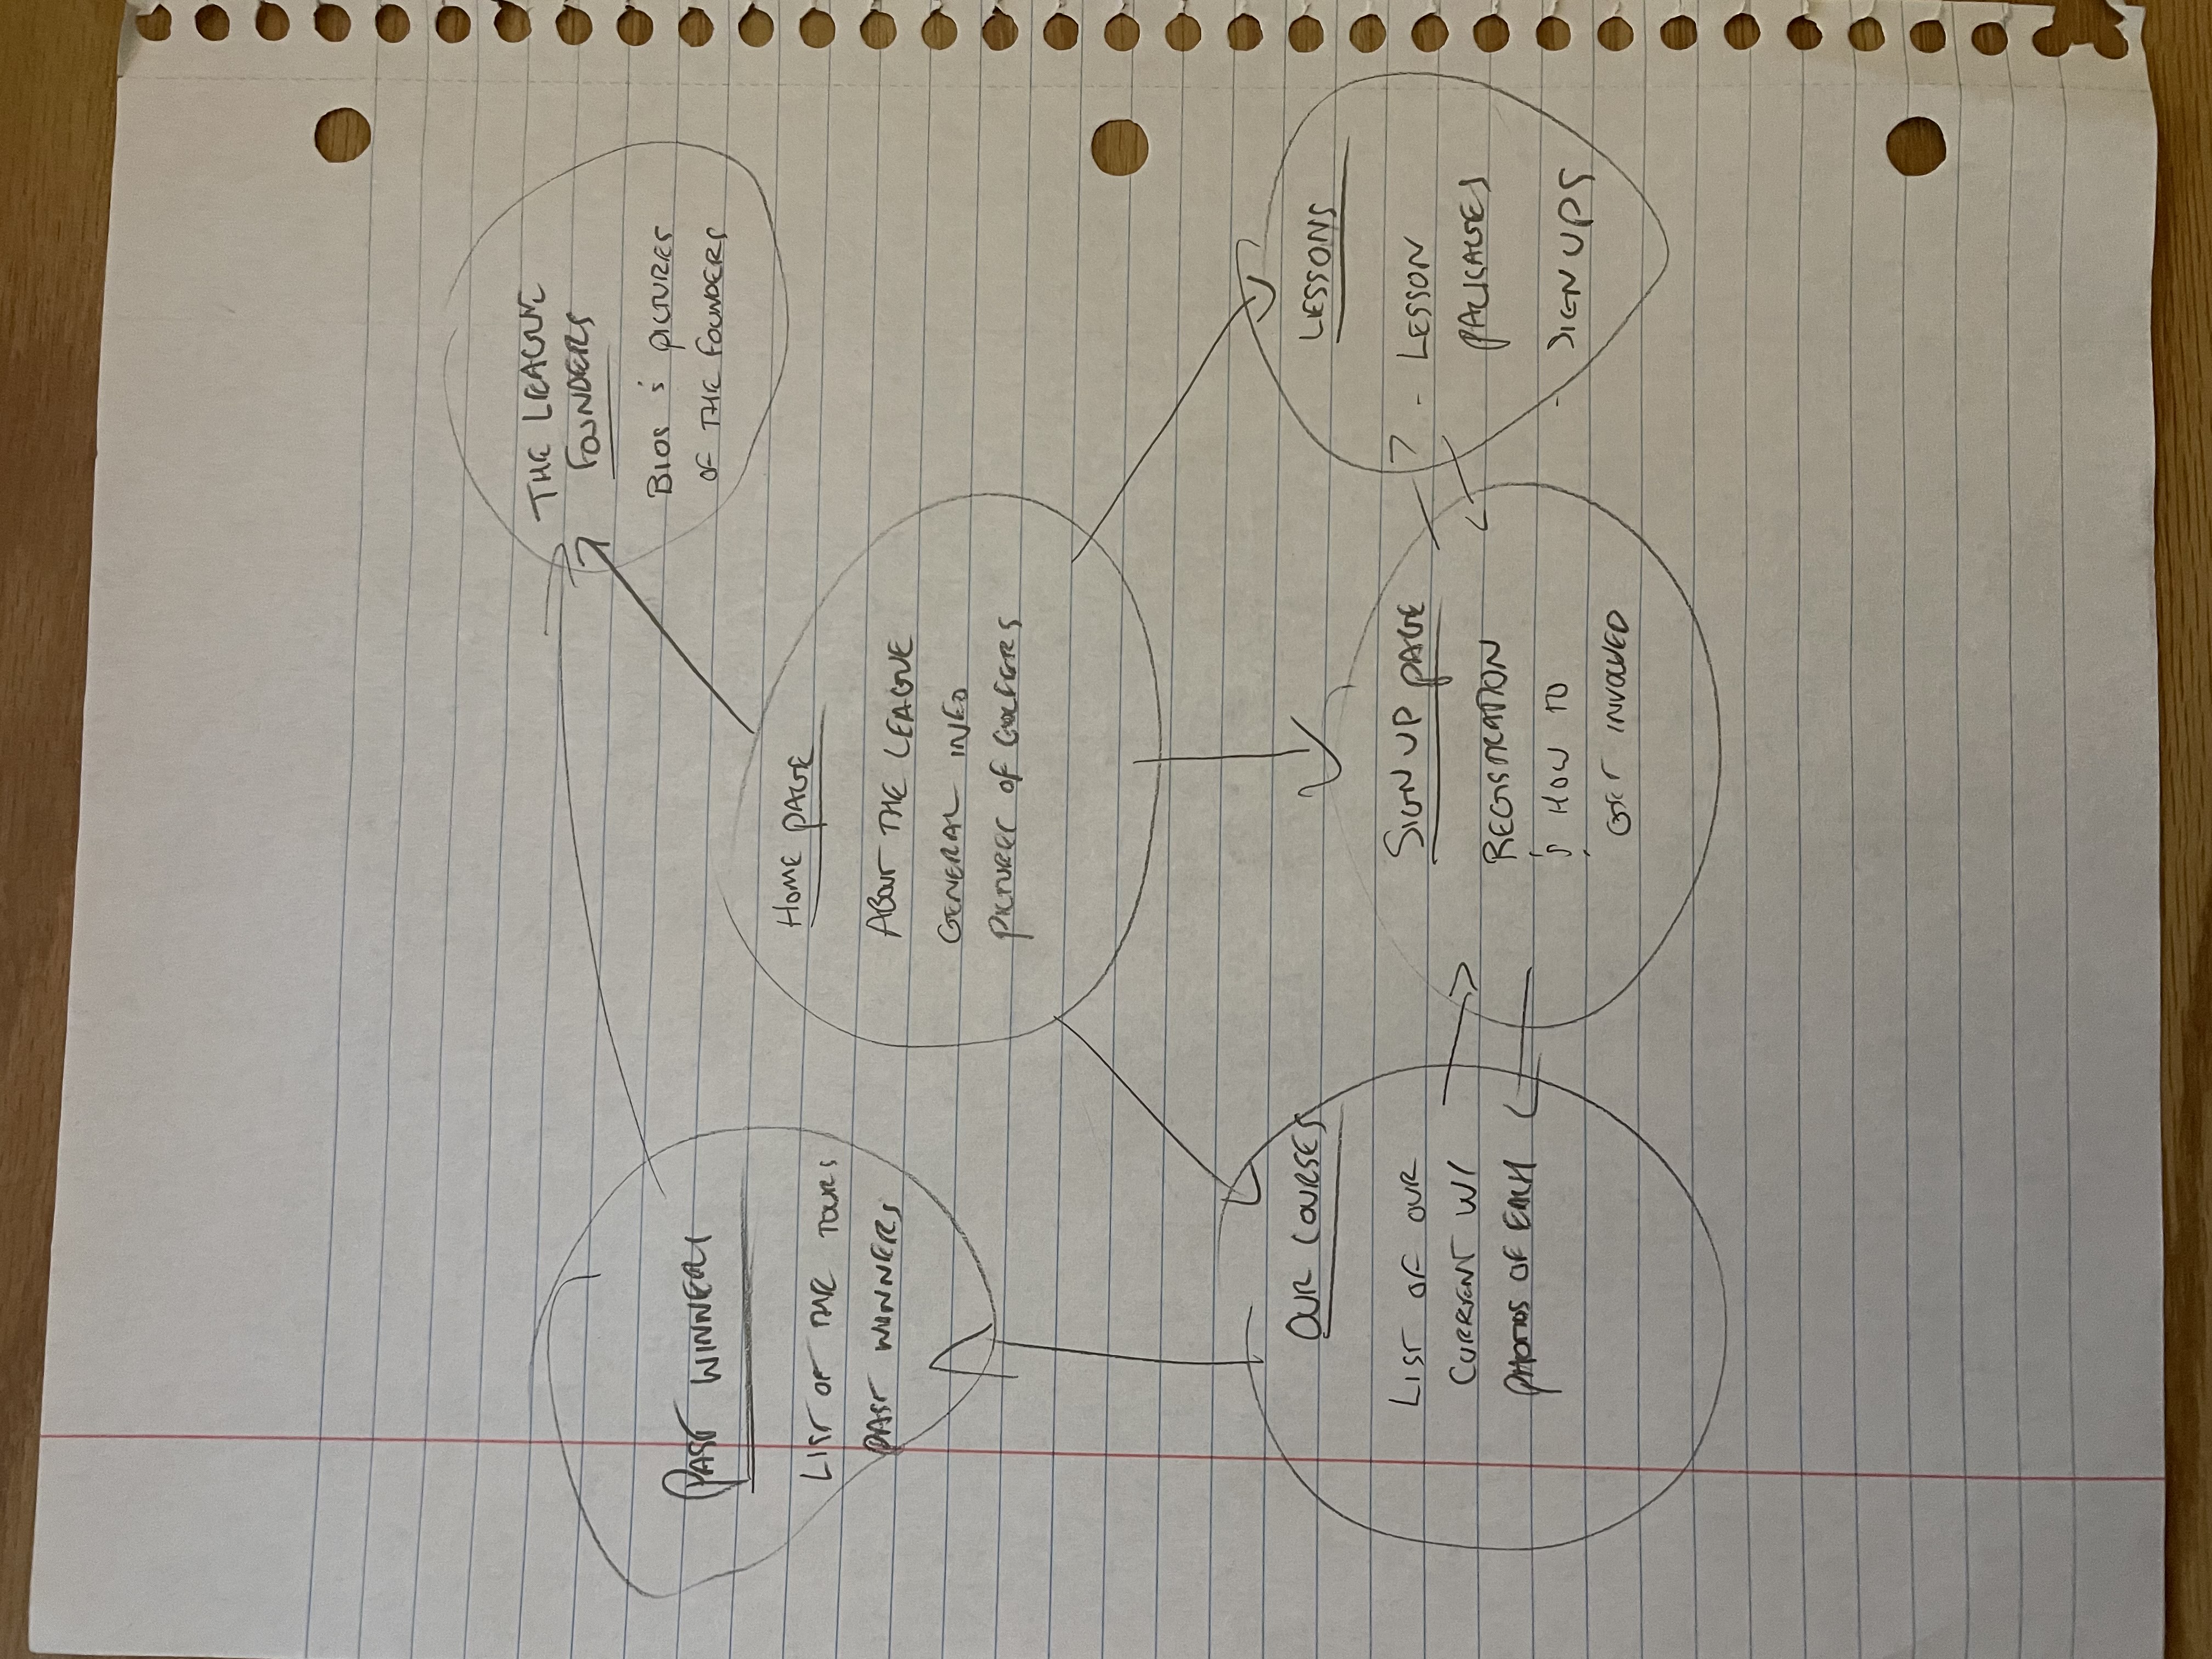 THE LEAGUE
FOUNDERS
BIOS & PICTURES
OF THE FOUNDERS
PAST WINNERS
LIST OF THE TOURS
PAST WINNERS
HOME PAGE
ABOUT THE LEAGUE
GENERAL INFO
PICTURES OF GOLFERS
OUR COURSES
LIST OF OUR
CURRENT W/
PHOTOS OF EACH
SIGN UP PAGE
REGISTRATION
& HOW TO
GET INVOLVED
LESSONS
- LESSON
PACKAGES
- SIGN UPS